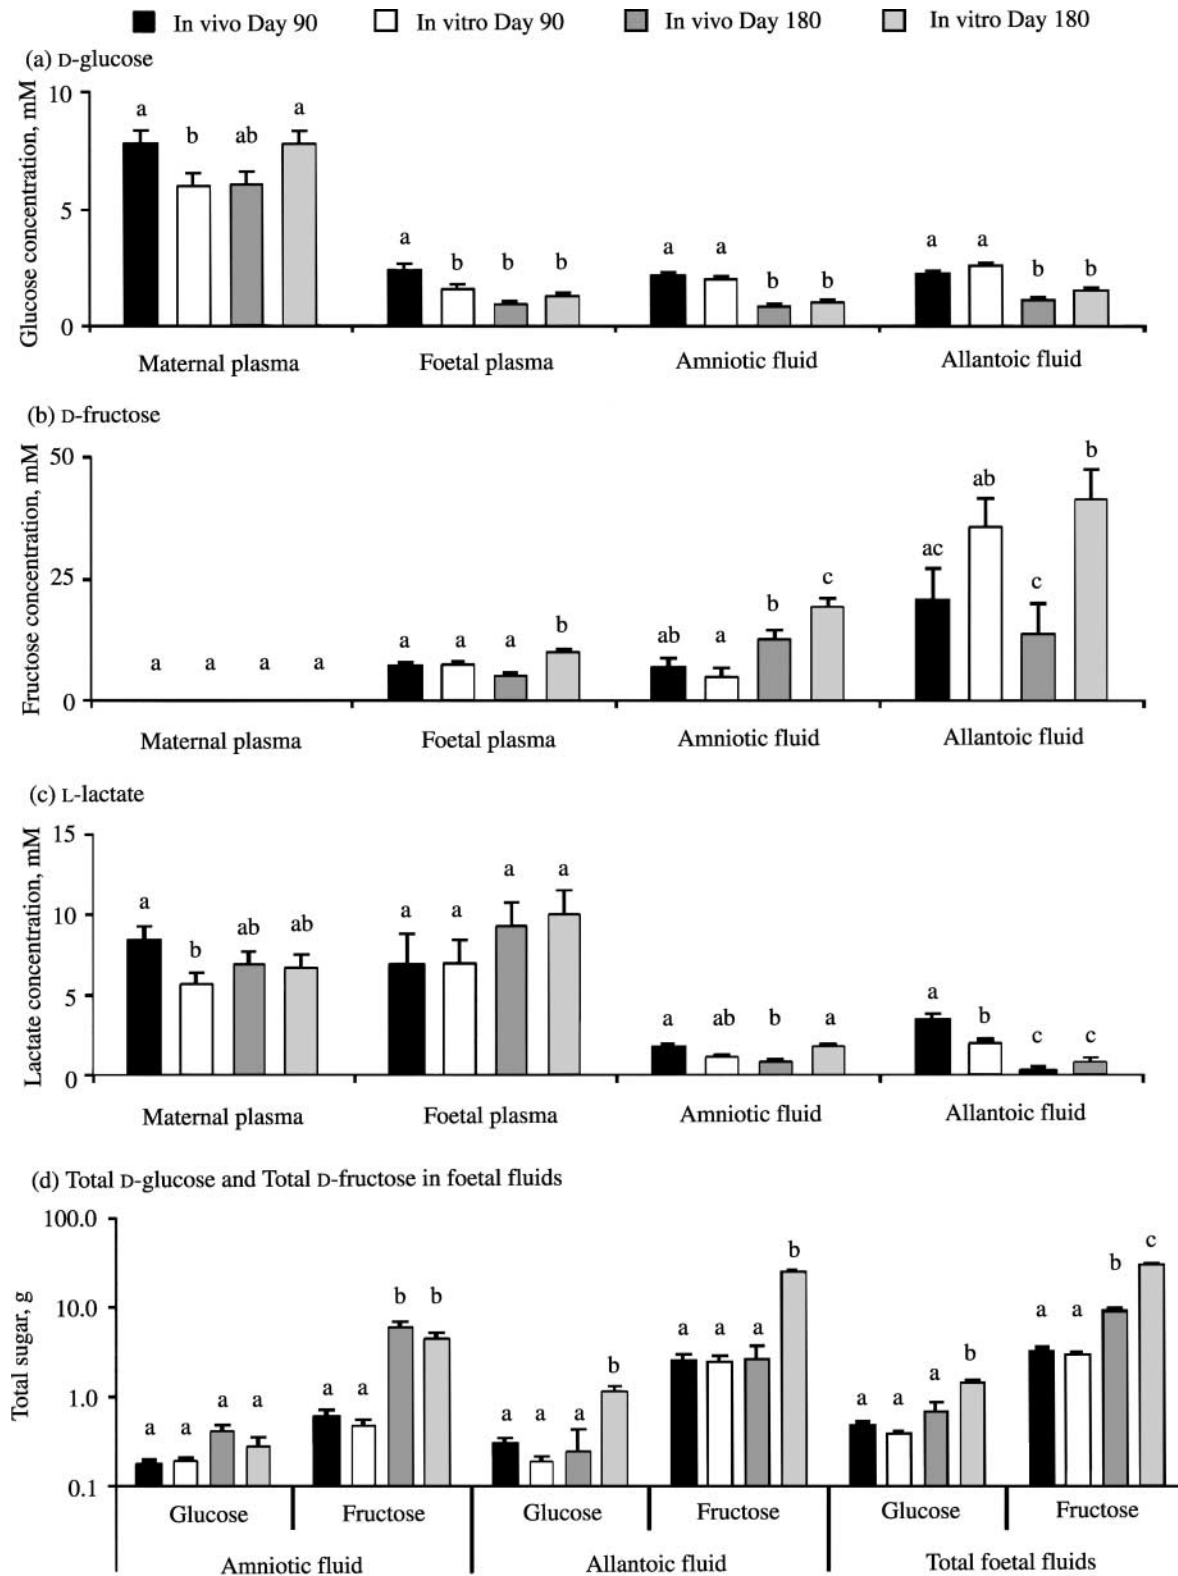 In vivo Day 90 In vitro Day 90 In vivo Day 180 In vitro Day 180
(a) D-glucose
Glucose concentration, mM
10
5
0
a b ab a
a b b b
a a b b
a a b b
Maternal plasma Foetal plasma Amniotic fluid Allantoic fluid
(b) D-fructose
Fructose concentration, mM
50
25
0
a a a a
a a a b
ab a b c
ac ab c b
Maternal plasma Foetal plasma Amniotic fluid Allantoic fluid
(c) L-lactate
Lactate concentration, mM
15
10
5
0
a b ab ab
a a a a
a ab b a
a b c c
Maternal plasma Foetal plasma Amniotic fluid Allantoic fluid
(d) Total D-glucose and Total D-fructose in foetal fluids
Total sugar, g
100.0
10.0
1.0
0.1
a a a a
a a b b
a a a b
a a a b
a a a b
a a b c
Glucose Fructose Glucose Fructose Glucose Fructose
Amniotic fluid Allantoic fluid Total foetal fluids